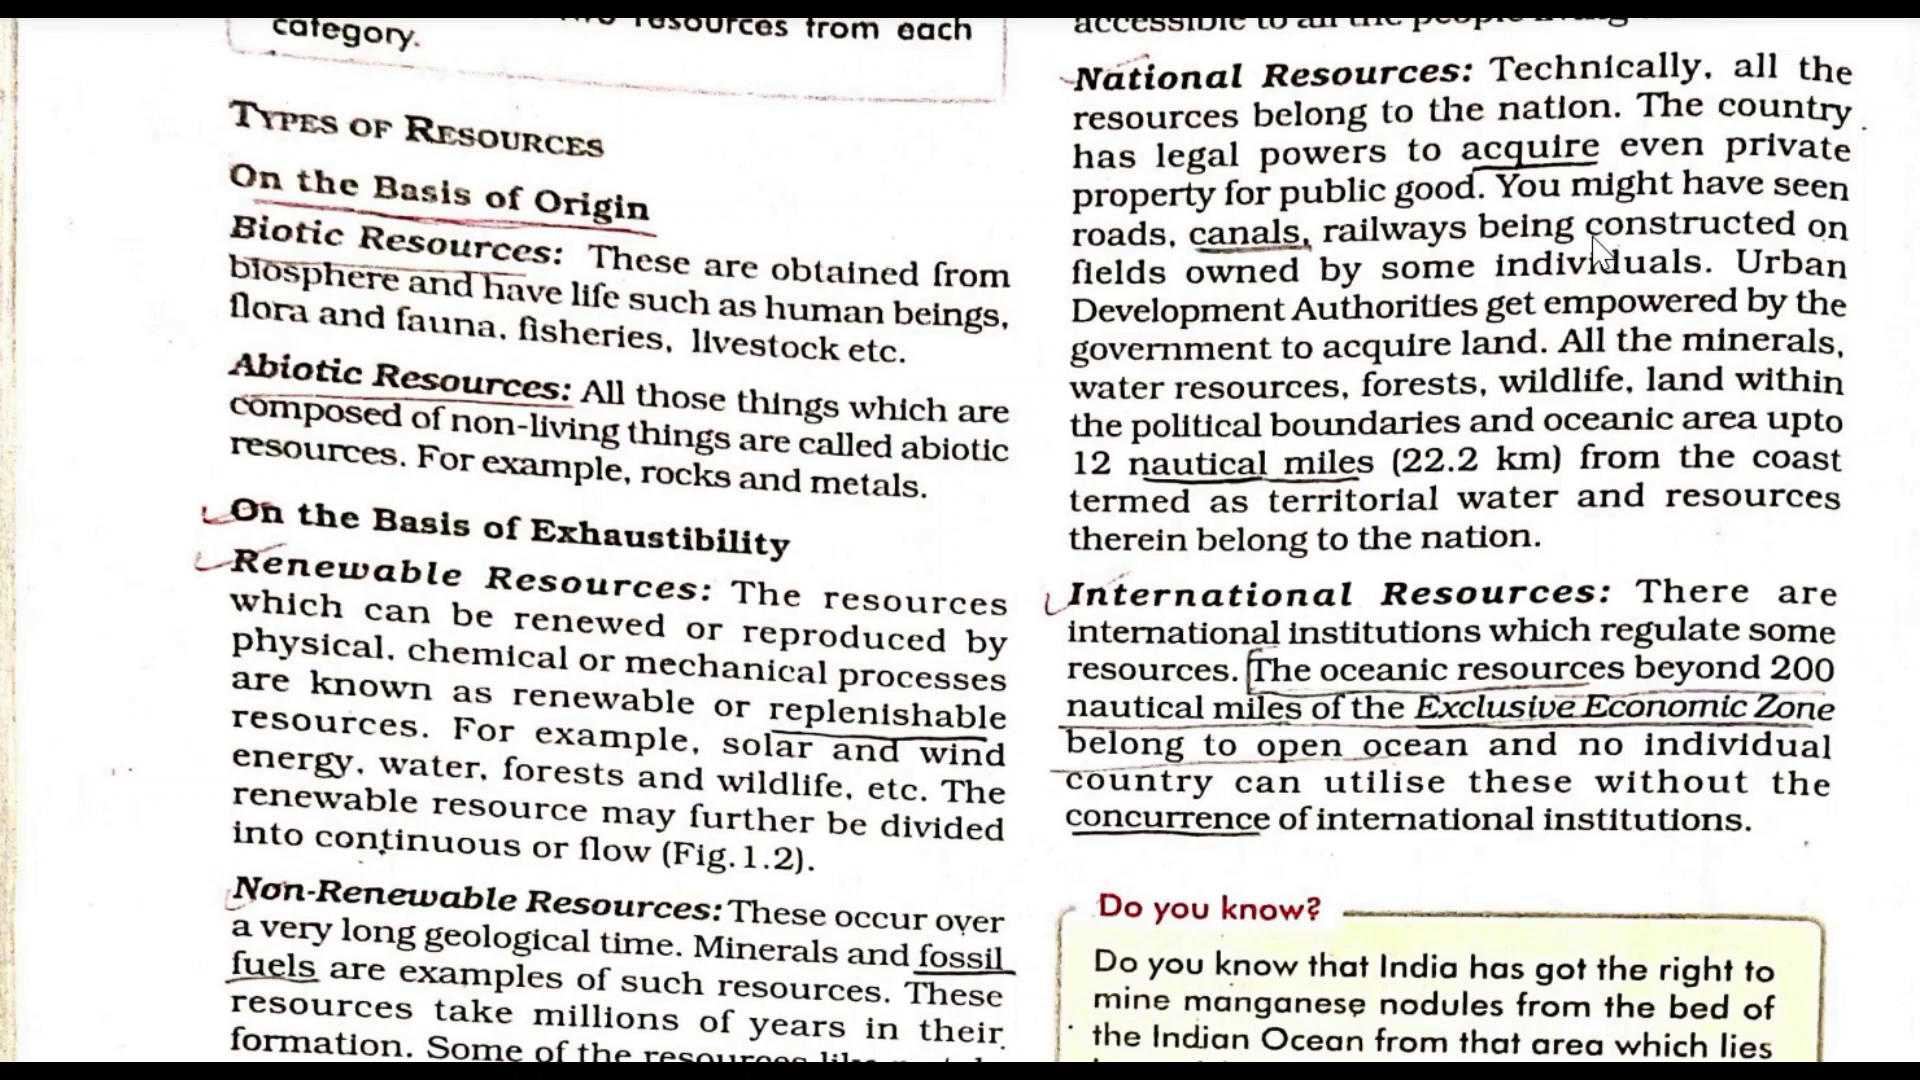 resources from each
category.
TYPES OF RESOURCES
On the Basis of Origin
Biotic Resources: These are obtained from
biosphere and have life such as human beings,
flora and fauna, fisheries, livestock etc.
Abiotic Resources: All those things which are
composed of non-living things are called abiotic
resources. For example, rocks and metals.
On the Basis of Exhaustibility
Renewable Resources: The resources
which can be renewed or reproduced by
physical, chemical or mechanical processes
are known as renewable or replenishable
resources. For example, solar and wind
energy, water, forests and wildlife, etc. The
renewable resource may further be divided
into continuous or flow (Fig.1.2).
Non-Renewable Resources: These occur over
a very long geological time. Minerals and fossil
fuels are examples of such resources. These
resources take millions of years in their
formation. Some of the resources like
accessible to all the people living
National Resources: Technically, all the
resources belong to the nation. The country
has legal powers to acquire even private
property for public good. You might have seen
roads, canals, railways being constructed on
fields owned by some individuals. Urban
Development Authorities get empowered by the
government to acquire land. All the minerals,
water resources, forests, wildlife, land within
the political boundaries and oceanic area upto
12 nautical miles (22.2 km) from the coast
termed as territorial water and resources
therein belong to the nation.
International Resources: There are
international institutions which regulate some
resources. The oceanic resources beyond 200
nautical miles of the Exclusive Economic Zone
belong to open ocean and no individual
country can utilise these without the
concurrence of international institutions.
Do you know?
Do you know that India has got the right to
mine manganese nodules from the bed of
the Indian Ocean from that area which lies